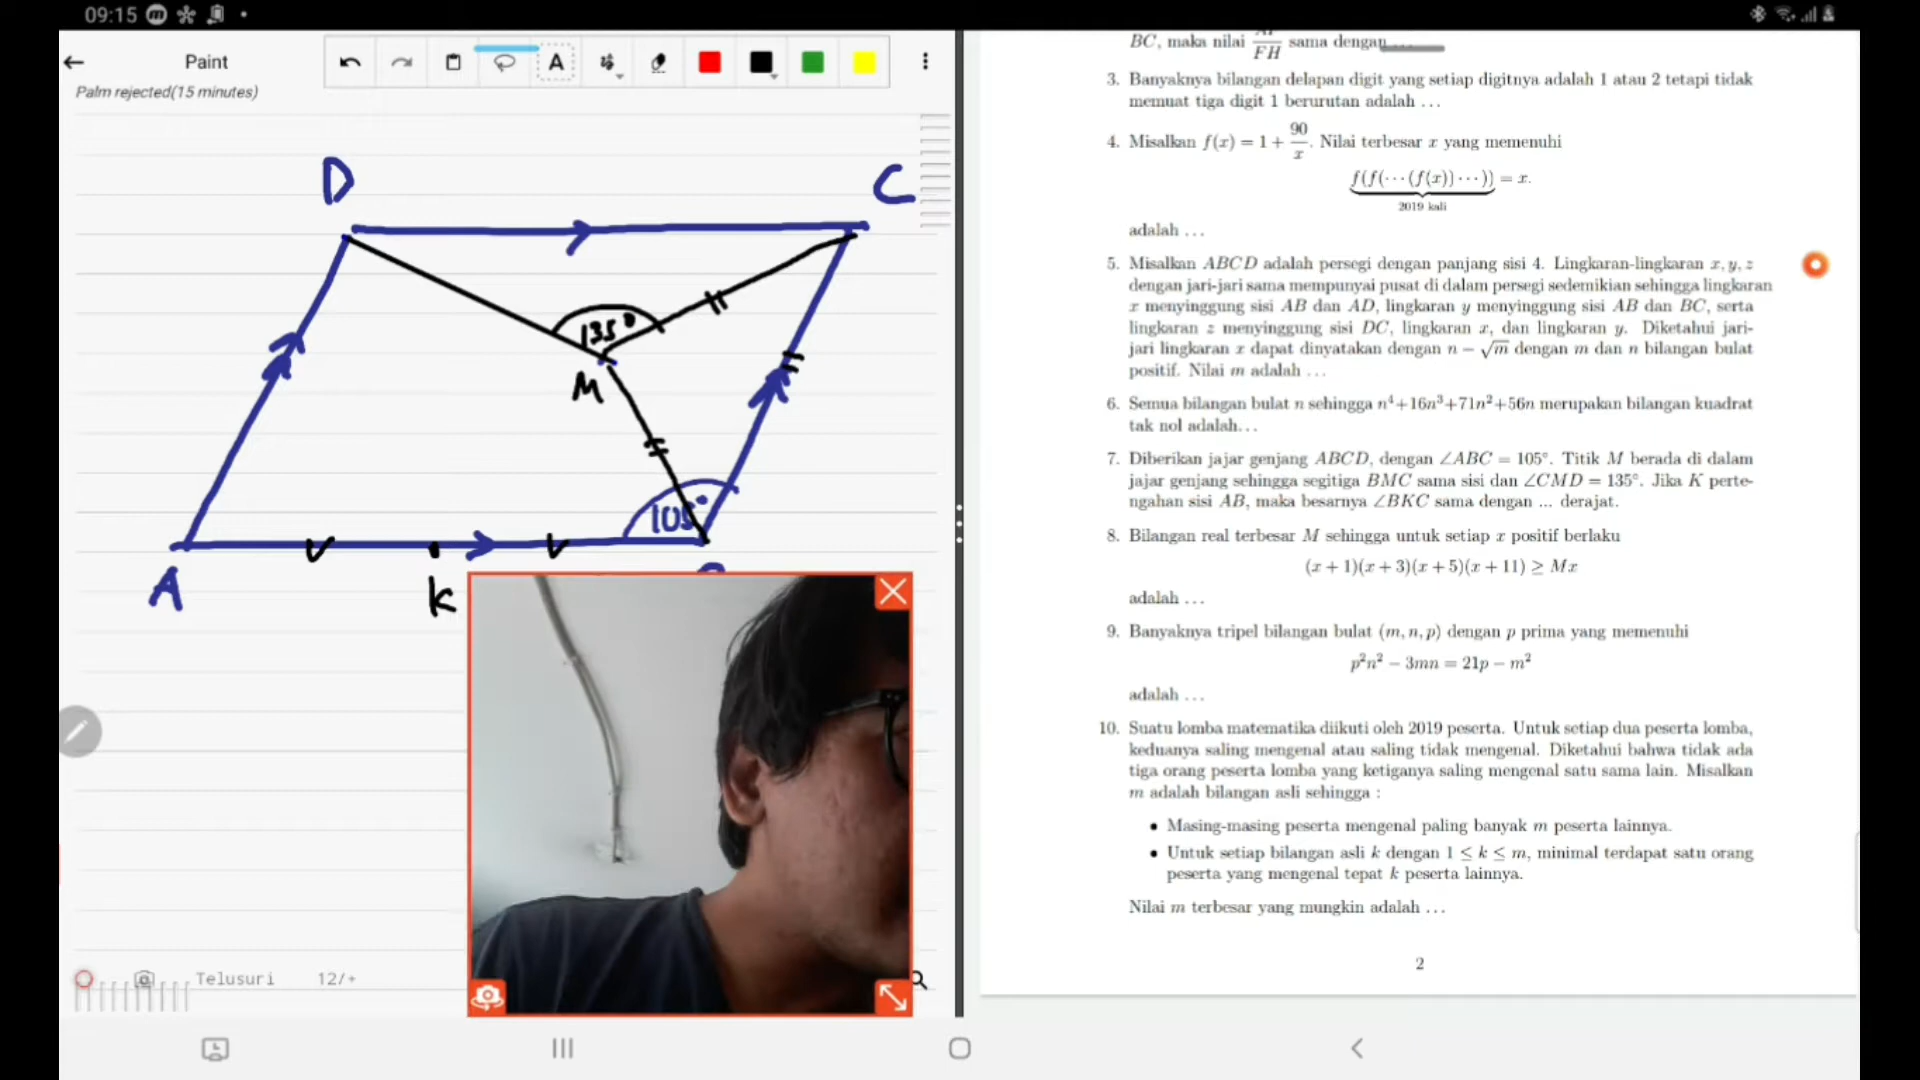 09:15
Paint
A
Palm rejected(15 minutes)
D
C
135°
M
105°
A
K
Telusuri 12/+
BC, maka nilai AF/FH sama dengan ...
3. Banyaknya bilangan delapan digit yang setiap digitnya adalah 1 atau 2 tetapi tidak
memuat tiga digit 1 berurutan adalah ...
4. Misalkan f(x) = 1 + 90/x. Nilai terbesar x yang memenuhi
f(f(···(f(x))···)) = x.
2019 kali
adalah ...
5. Misalkan ABCD adalah persegi dengan panjang sisi 4. Lingkaran-lingkaran x, y, z
dengan jari-jari sama mempunyai pusat di dalam persegi sedemikian sehingga lingkaran
x menyinggung sisi AB dan AD, lingkaran y menyinggung sisi AB dan BC, serta
lingkaran z menyinggung sisi DC, lingkaran x, dan lingkaran y. Diketahui jari-
jari lingkaran x dapat dinyatakan dengan n − √m dengan m dan n bilangan bulat
positif. Nilai m adalah ...
6. Semua bilangan bulat n sehingga n⁴+16n³+71n²+56n merupakan bilangan kuadrat
tak nol adalah...
7. Diberikan jajar genjang ABCD, dengan ∠ABC = 105°. Titik M berada di dalam
jajar genjang sehingga segitiga BMC sama sisi dan ∠CMD = 135°. Jika K perte-
ngahan sisi AB, maka besarnya ∠BKC sama dengan ... derajat.
8. Bilangan real terbesar M sehingga untuk setiap x positif berlaku
(x + 1)(x + 3)(x + 5)(x + 11) ≥ Mx
adalah ...
9. Banyaknya tripel bilangan bulat (m, n, p) dengan p prima yang memenuhi
p²n² − 3mn = 21p − m²
adalah ...
10. Suatu lomba matematika diikuti oleh 2019 peserta. Untuk setiap dua peserta lomba,
keduanya saling mengenal atau saling tidak mengenal. Diketahui bahwa tidak ada
tiga orang peserta lomba yang ketiganya saling mengenal satu sama lain. Misalkan
m adalah bilangan asli sehingga :
• Masing-masing peserta mengenal paling banyak m peserta lainnya.
• Untuk setiap bilangan asli k dengan 1 ≤ k ≤ m, minimal terdapat satu orang
peserta yang mengenal tepat k peserta lainnya.
Nilai m terbesar yang mungkin adalah ...
2